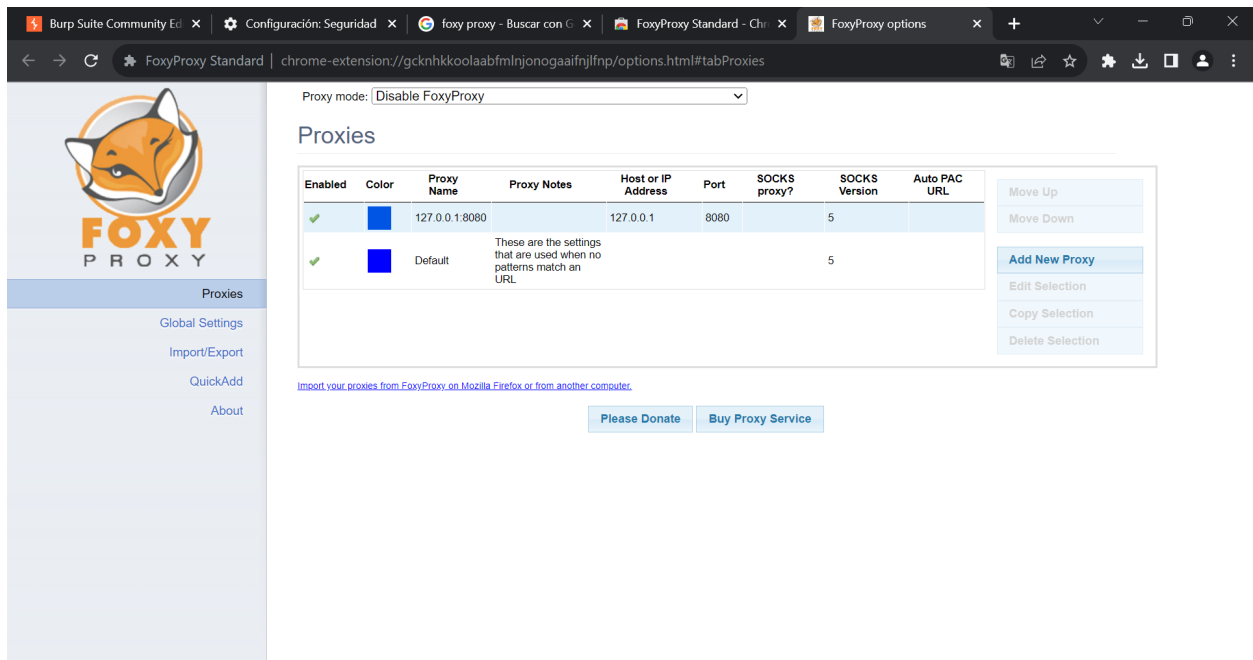 Burp Suite Community Ed
Configuración: Seguridad
foxy proxy - Buscar con G
FoxyProxy Standard - Chr
FoxyProxy options
FoxyProxy Standard
chrome-extension://gcknhkkoolaabfmlnjonogaaifnjlfnp/options.html#tabProxies
FOXY
PROXY
Proxies
Global Settings
Import/Export
QuickAdd
About
Proxy mode: Disable FoxyProxy
Proxies
Enabled Color Proxy Name Proxy Notes Host or IP Address Port SOCKS proxy? SOCKS Version Auto PAC URL
127.0.0.1:8080 127.0.0.1 8080 5
Default These are the settings that are used when no patterns match an URL 5
Move Up
Move Down
Add New Proxy
Edit Selection
Copy Selection
Delete Selection
Import your proxies from FoxyProxy on Mozilla Firefox or from another computer.
Please Donate Buy Proxy Service